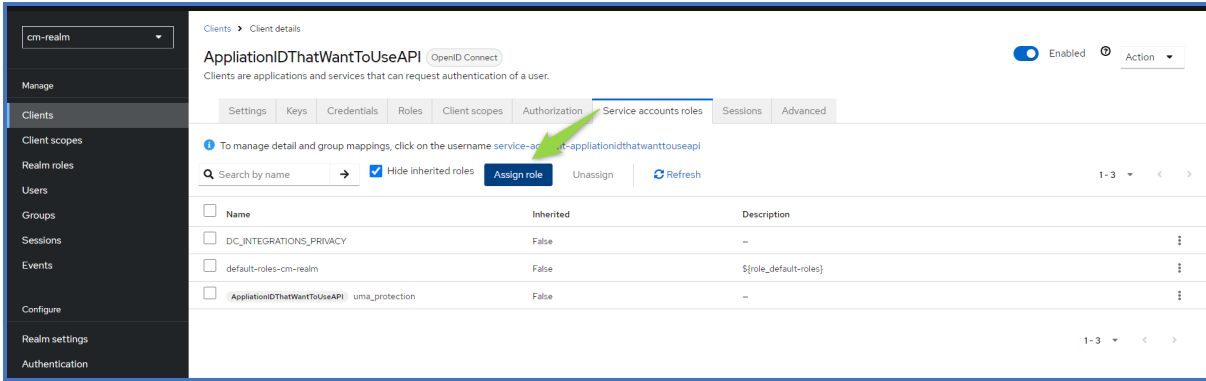 cm-realm
Manage
Clients
Client scopes
Realm roles
Users
Groups
Sessions
Events
Configure
Realm settings
Authentication
Clients > Client details
AppliationIDThatWantToUseAPI OpenID Connect
Enabled Action
Clients are applications and services that can request authentication of a user.
Settings Keys Credentials Roles Client scopes Authorization Service accounts roles Sessions Advanced
To manage detail and group mappings, click on the username
Search by name Hide inherited roles Assign role Unassign Refresh 1 - 3
Name Inherited Description
DC_INTEGRATIONS_PRIVACY False –
default-roles-cm-realm False ${role_default-roles}
AppliationIDThatWantToUseAPI uma_protection False –
1 - 3